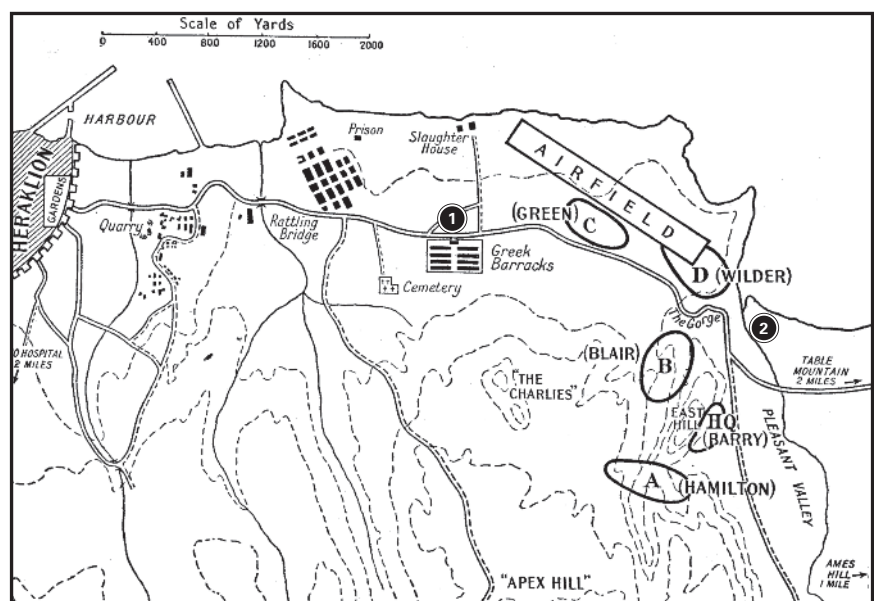 Scale of Yards
0 400 800 1200 1600 2000
HARBOUR
HERAKLION
GARDENS
Quarry
Rattling
Bridge
Prison
Slaughter
House
1
Greek
Barracks
Cemetery
AIRFIELD
(GREEN) C
D (WILDER)
The Gorge
2
(BLAIR)
B
TABLE
MOUNTAIN
2 MILES
O HOSPITAL
2 MILES
"THE
CHARLIES"
EAST
HILL
HQ
(BARRY)
PLEASANT VALLEY
A (HAMILTON)
"APEX HILL"
AMES
HILL
1 MILE